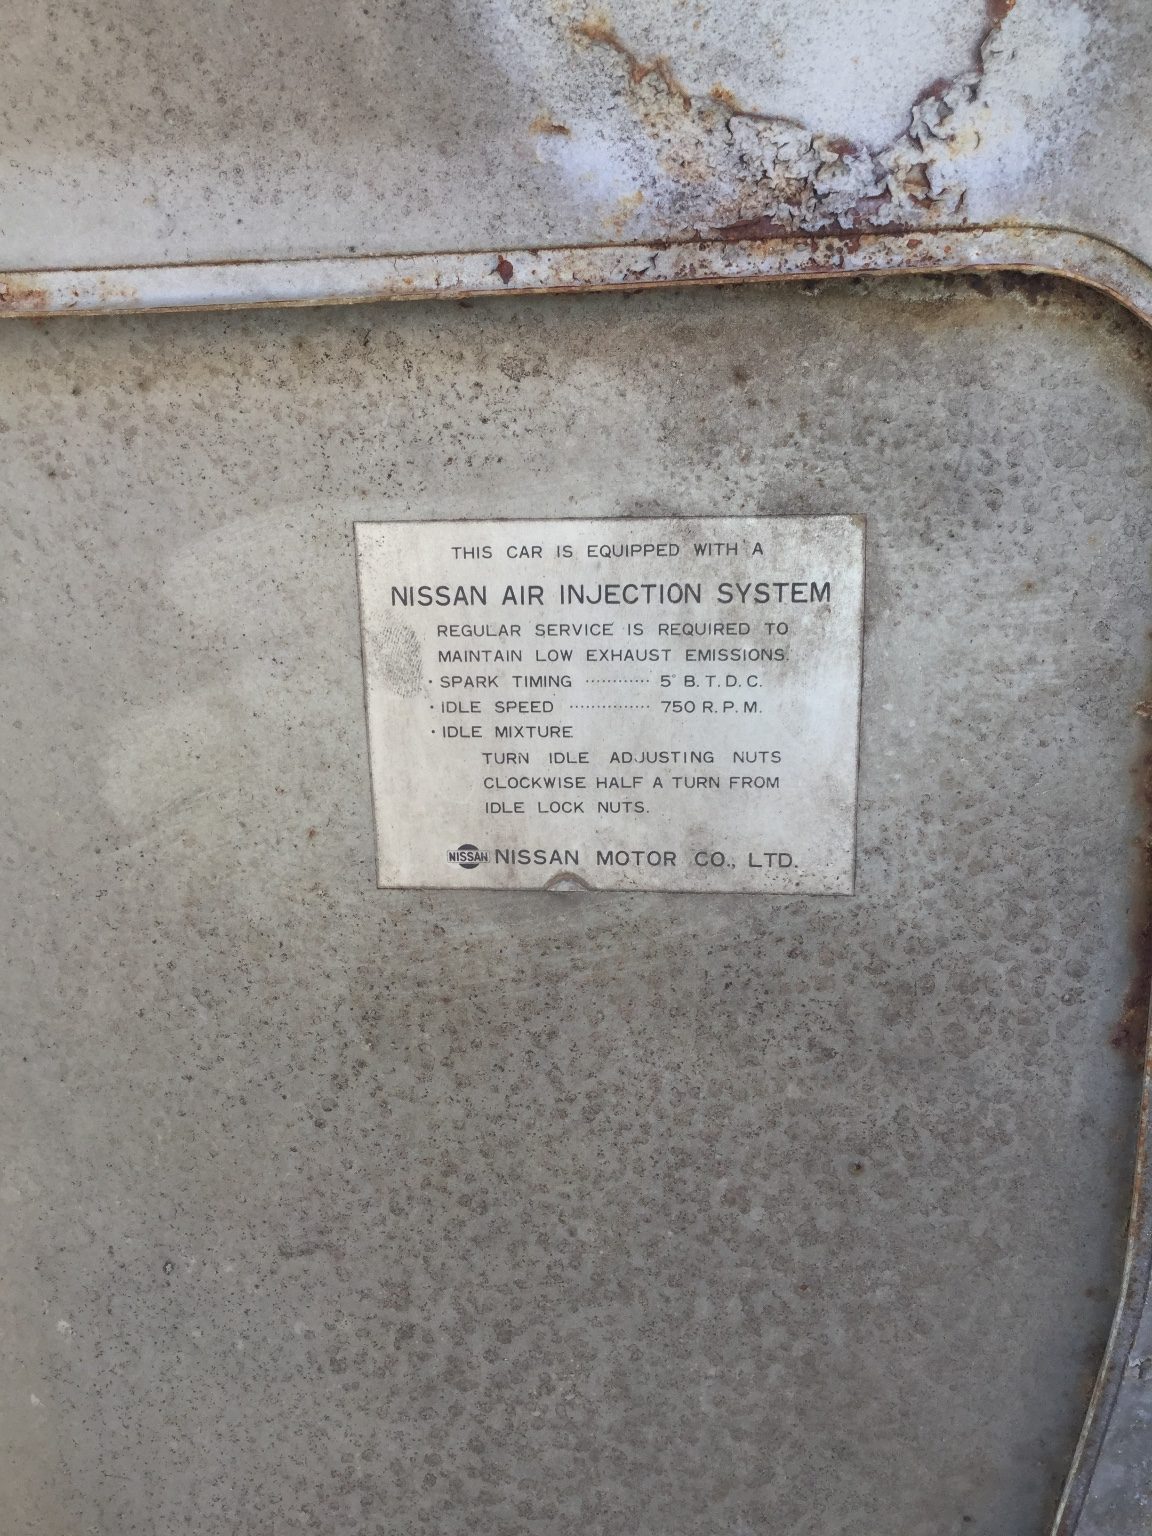 THIS CAR IS EQUIPPED WITH A
NISSAN AIR INJECTION SYSTEM
REGULAR SERVICE IS REQUIRED TO
MAINTAIN LOW EXHAUST EMISSIONS.
· SPARK TIMING ············ 5° B. T. D. C.
· IDLE SPEED ··············· 750 R. P. M.
· IDLE MIXTURE
TURN IDLE ADJUSTING NUTS
CLOCKWISE HALF A TURN FROM
IDLE LOCK NUTS.
NISSAN NISSAN MOTOR CO., LTD.